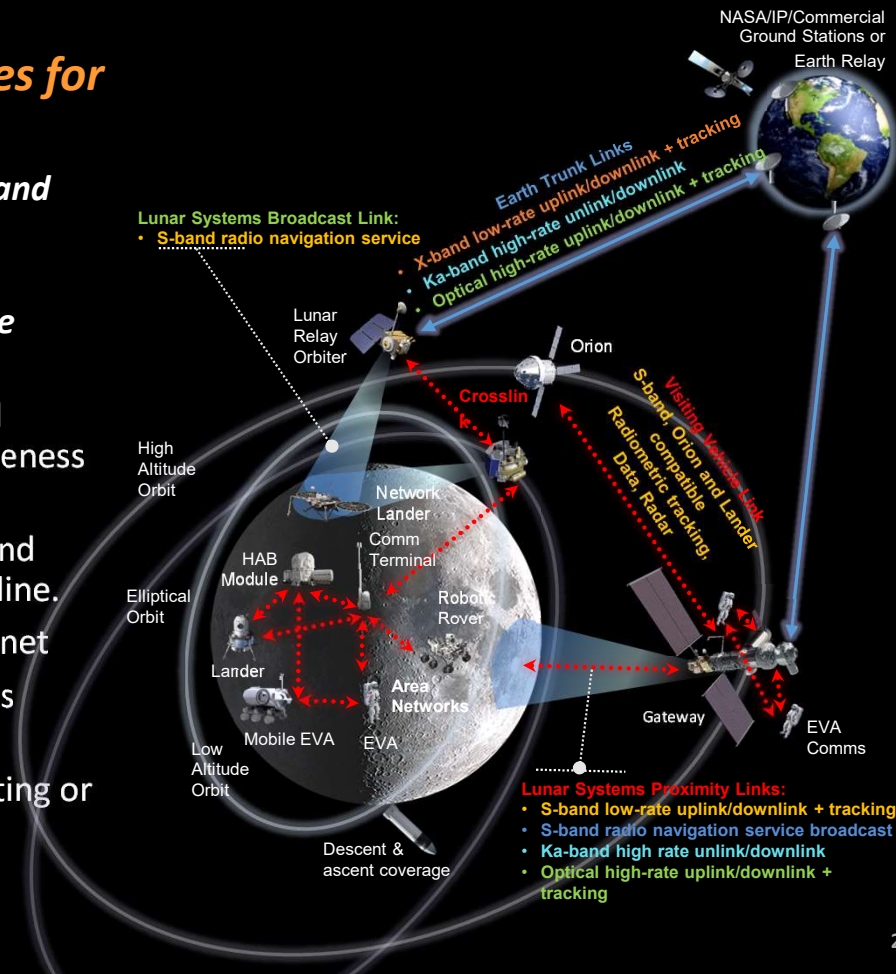 es for
and
e
eness
nd
line.
net
s
ting or
NASA/IP/Commercial
Ground Stations or
Earth Relay
Earth Trunk Links
• X-band low-rate uplink/downlink + tracking
• Ka-band high-rate unlink/downlink
• Optical high-rate uplink/downlink + tracking
Lunar Systems Broadcast Link:
• S-band radio navigation service
Lunar
Relay
Orbiter
Orion
Crosslin
k
Visiting Vehicle Link
S-band, Orion and Lander
compatible
Radiometric tracking,
Data, Radar
High
Altitude
Orbit
Network
Lander
Comm
Terminal
HAB
Module
Elliptical
Orbit
Robotic
Rover
Lander
Area
Networks
Mobile EVA
EVA
Low
Altitude
Orbit
Gateway
EVA
Comms
Descent &
ascent coverage
Lunar Systems Proximity Links:
• S-band low-rate uplink/downlink + tracking
• S-band radio navigation service broadcast
• Ka-band high rate unlink/downlink
• Optical high-rate uplink/downlink +
tracking
2